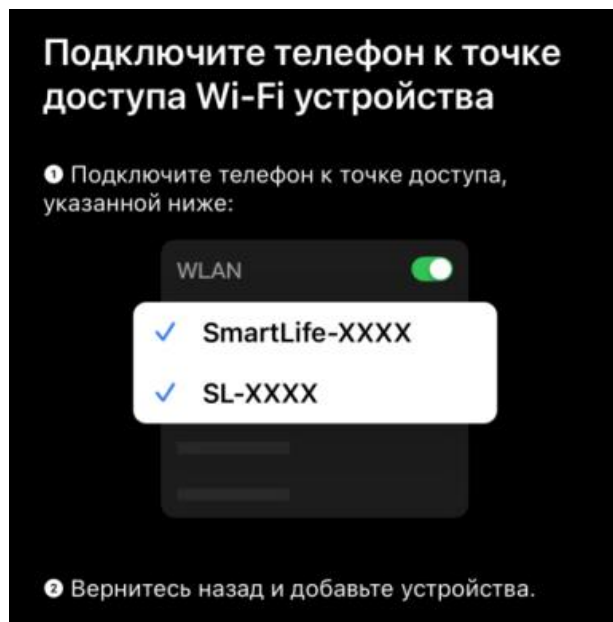 Подключите телефон к точке
доступа Wi-Fi устройства
❶ Подключите телефон к точке доступа,
указанной ниже:
WLAN
SmartLife-XXXX
SL-XXXX
❷ Вернитесь назад и добавьте устройства.